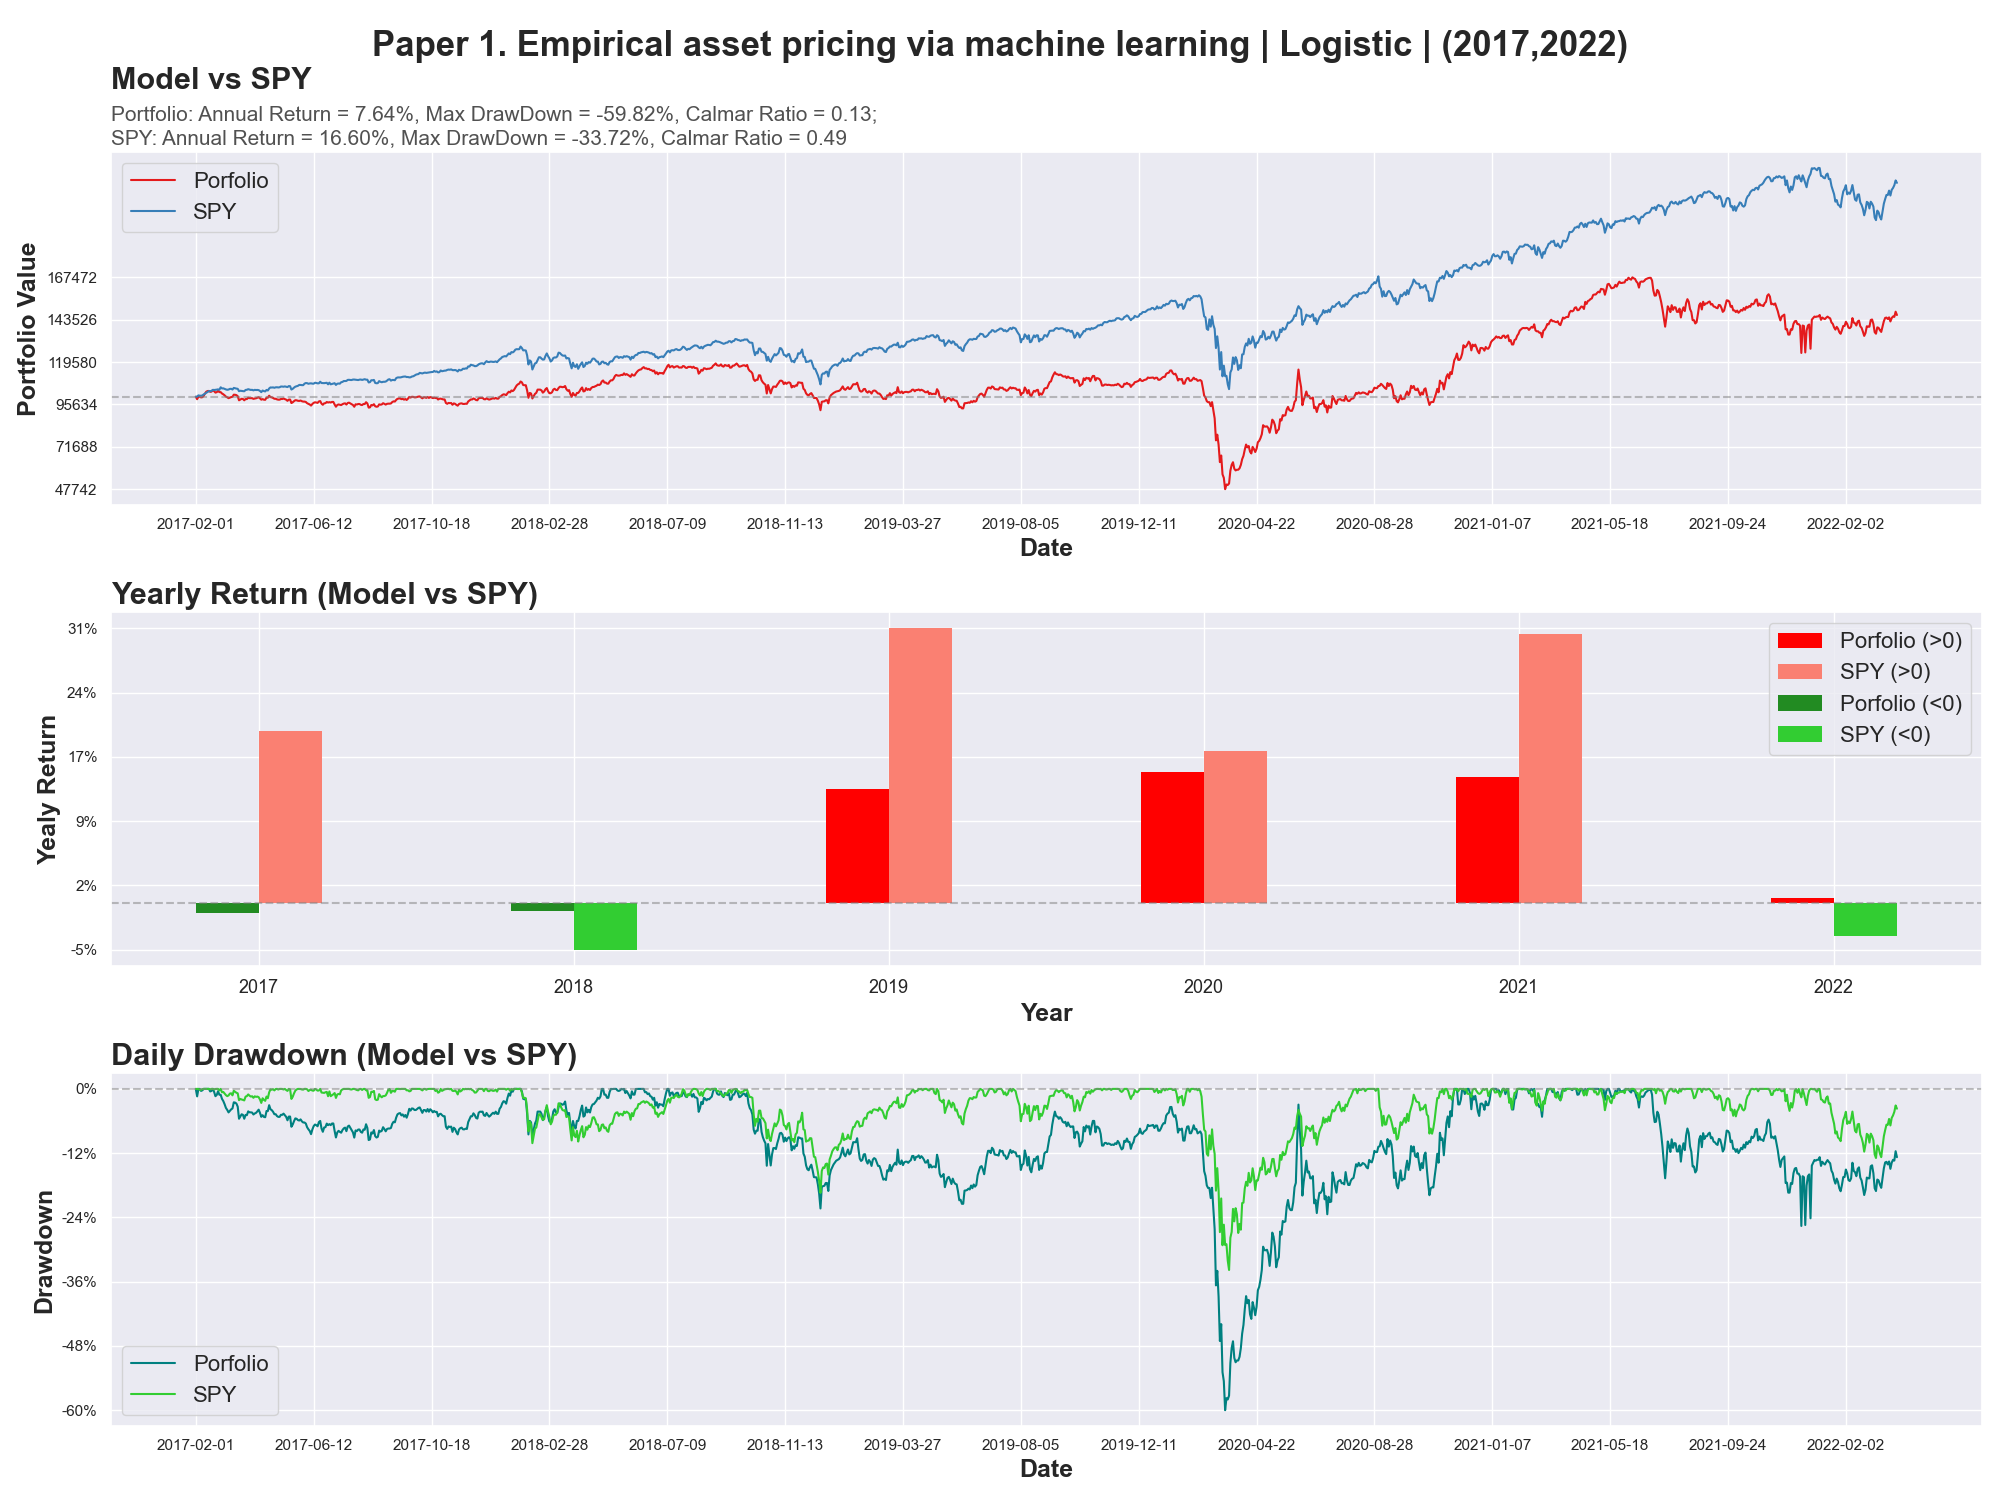 Paper 1. Empirical asset pricing via machine learning | Logistic | (2017,2022)
Model vs SPY
Portfolio: Annual Return = 7.64%, Max DrawDown = -59.82%, Calmar Ratio = 0.13;
SPY: Annual Return = 16.60%, Max DrawDown = -33.72%, Calmar Ratio = 0.49
Porfolio
SPY
Portfolio Value
167472
143526
119580
95634
71688
47742
2017-02-01 2017-06-12 2017-10-18 2018-02-28 2018-07-09 2018-11-13 2019-03-27 2019-08-05 2019-12-11 2020-04-22 2020-08-28 2021-01-07 2021-05-18 2021-09-24 2022-02-02
Date
Yearly Return (Model vs SPY)
Porfolio (>0)
SPY (>0)
Porfolio (<0)
SPY (<0)
Yealy Return
31%
24%
17%
9%
2%
-5%
2017 2018 2019 2020 2021 2022
Year
Daily Drawdown (Model vs SPY)
Drawdown
0%
-12%
-24%
-36%
-48%
-60%
Porfolio
SPY
2017-02-01 2017-06-12 2017-10-18 2018-02-28 2018-07-09 2018-11-13 2019-03-27 2019-08-05 2019-12-11 2020-04-22 2020-08-28 2021-01-07 2021-05-18 2021-09-24 2022-02-02
Date